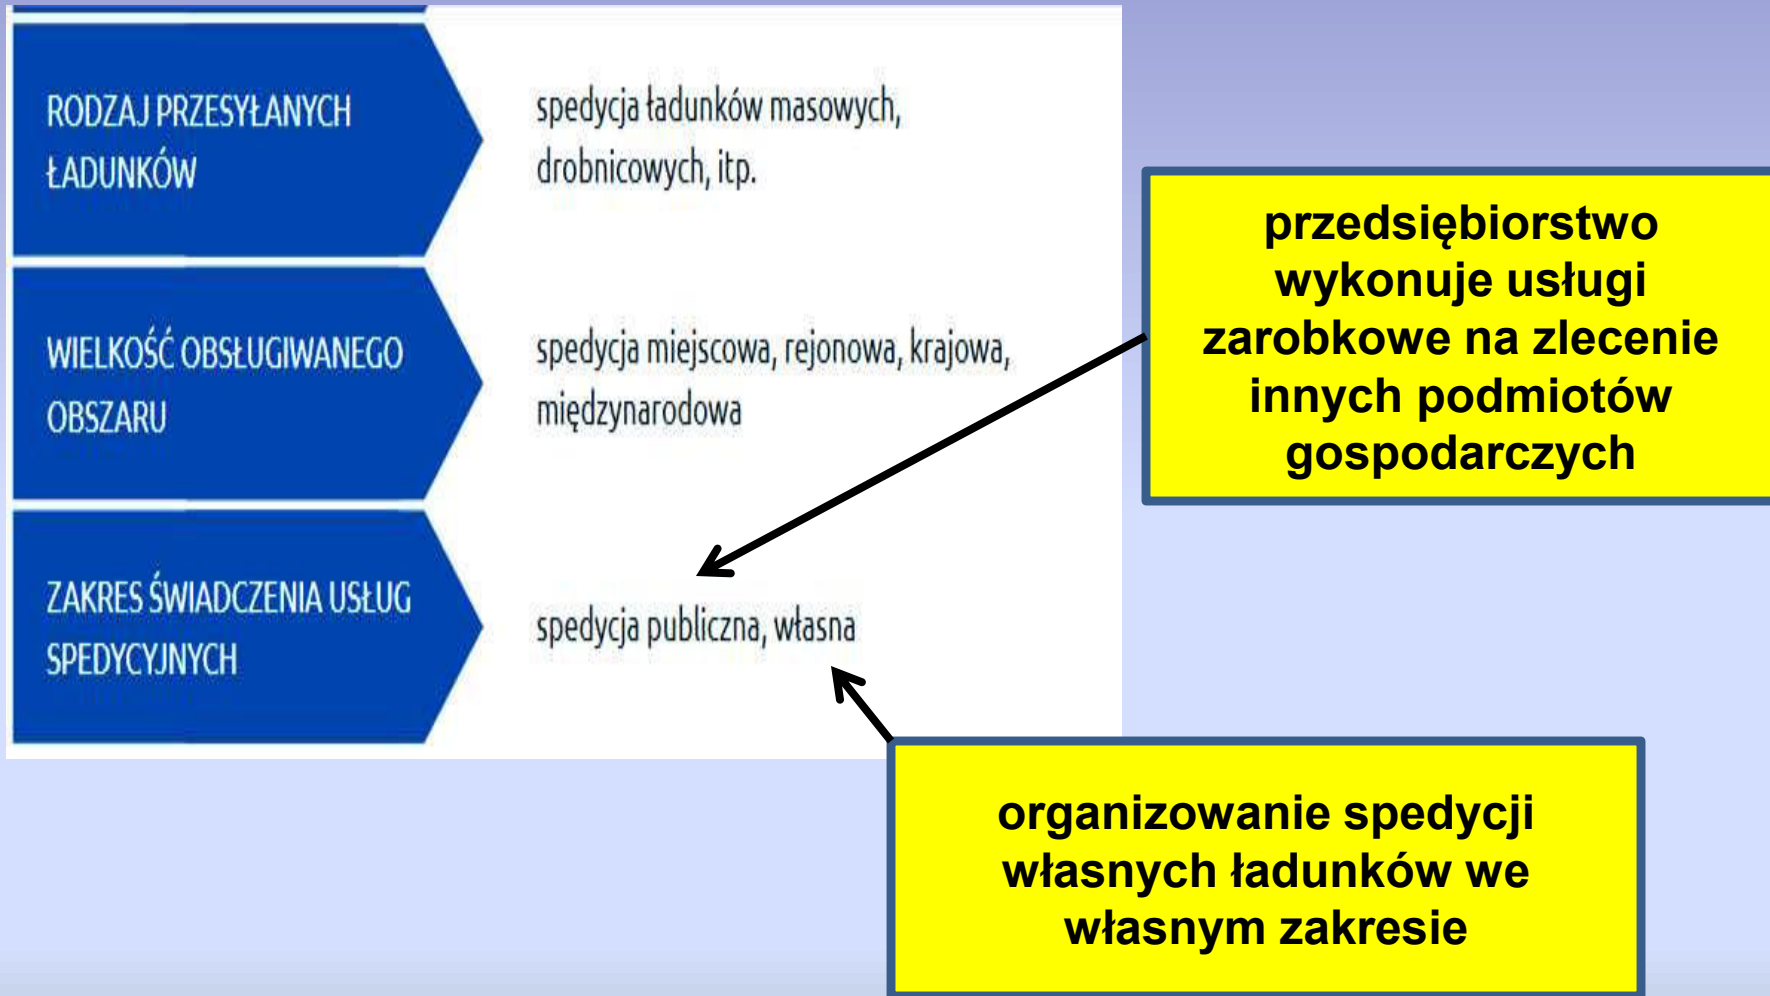 RODZAJ PRZESYŁANYCH
ŁADUNKÓW
spedycja ładunków masowych,
drobnicowych, itp.
WIELKOŚĆ OBSŁUGIWANEGO
OBSZARU
spedycja miejscowa, rejonowa, krajowa,
międzynarodowa
ZAKRES ŚWIADCZENIA USŁUG
SPEDYCYJNYCH
spedycja publiczna, własna
przedsiębiorstwo
wykonuje usługi
zarobkowe na zlecenie
innych podmiotów
gospodarczych
organizowanie spedycji
własnych ładunków we
własnym zakresie